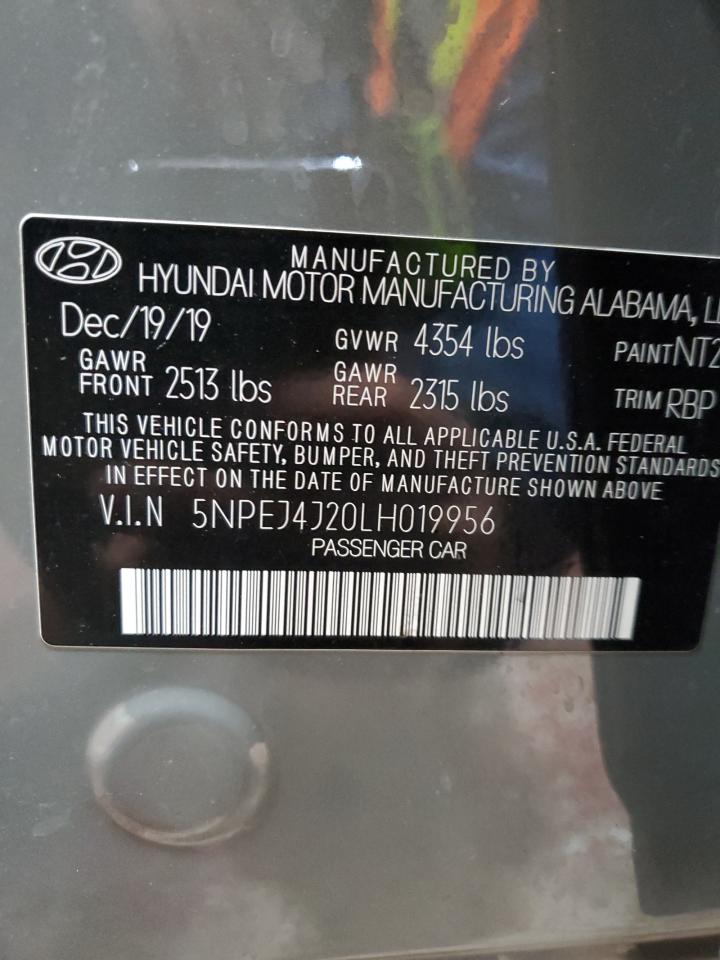 MANUFACTURED BY
HYUNDAI MOTOR MANUFACTURING ALABAMA,
Dec/19/19 GVWR 4354 lbs PAINT NT2
GAWR FRONT 2513 lbs GAWR REAR 2315 lbs TRIM RBP
THIS VEHICLE CONFORMS TO ALL APPLICABLE U.S.A. FEDERAL
MOTOR VEHICLE SAFETY, BUMPER, AND THEFT PREVENTION STANDARDS
IN EFFECT ON THE DATE OF MANUFACTURE SHOWN ABOVE
V.I.N 5NPEJ4J20LH019956
PASSENGER CAR